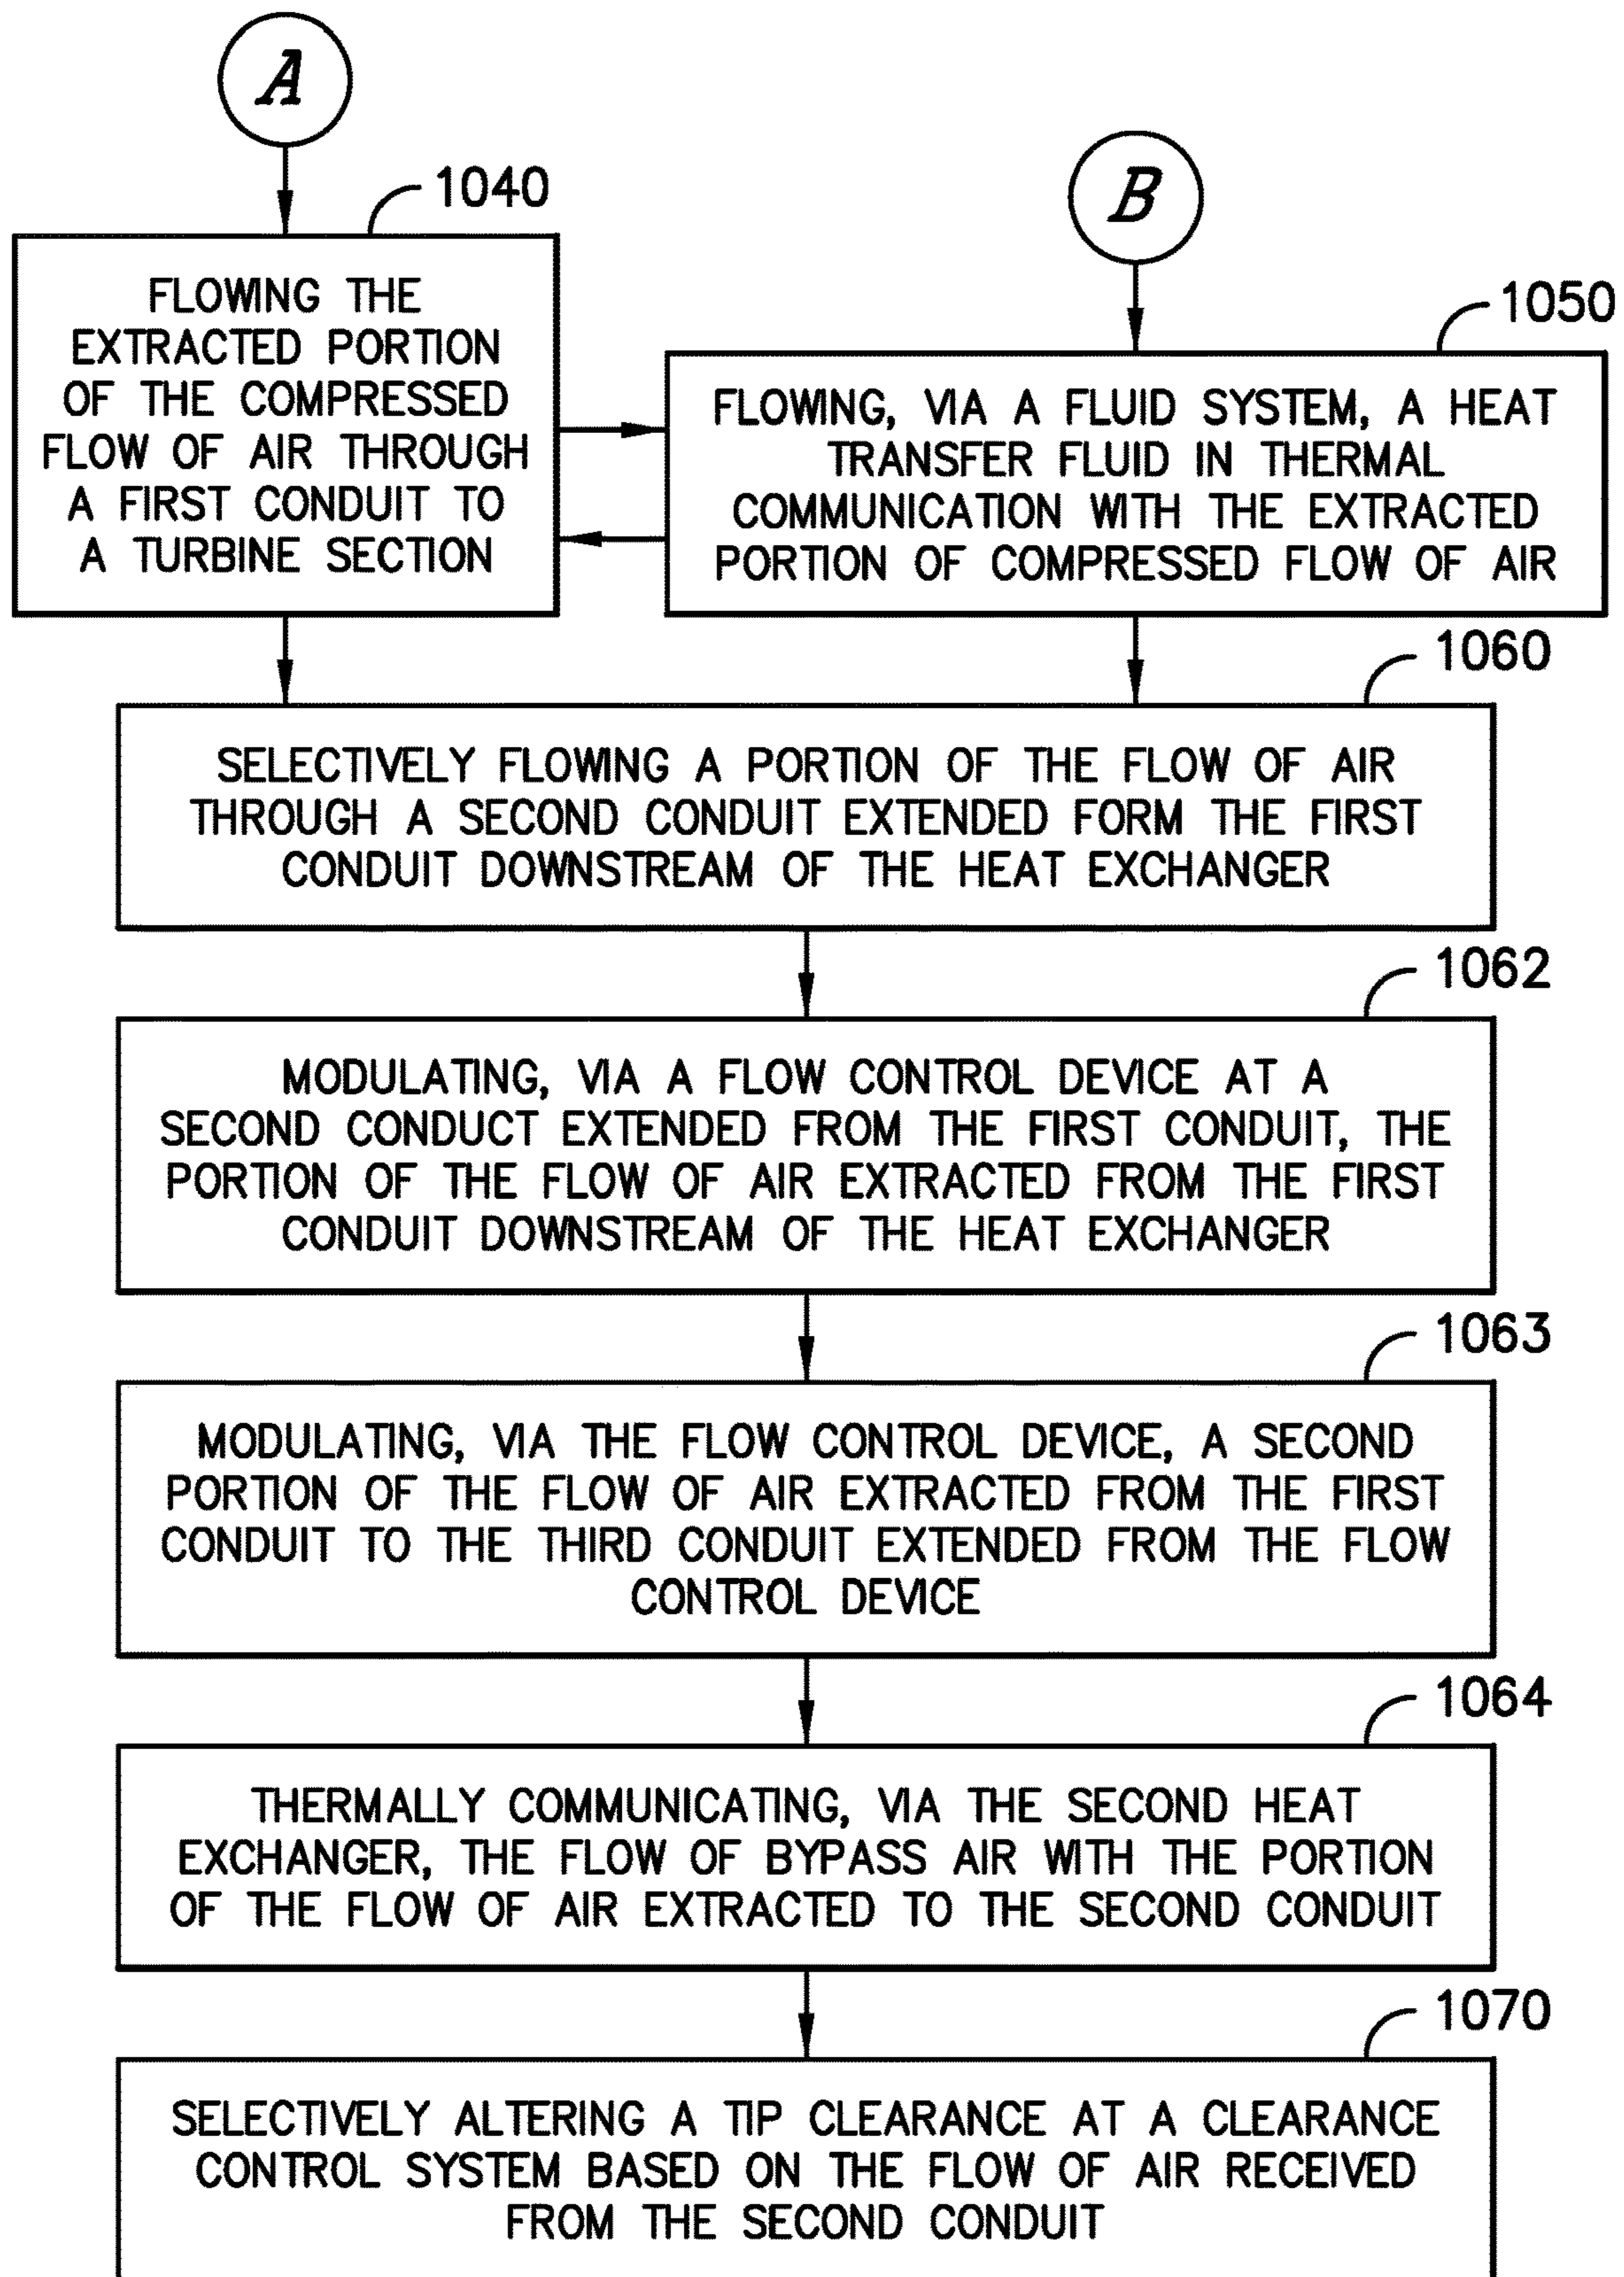 A
1040
FLOWING THE
EXTRACTED PORTION
OF THE COMPRESSED
FLOW OF AIR THROUGH
A FIRST CONDUIT TO
A TURBINE SECTION
B
1050
FLOWING, VIA A FLUID SYSTEM, A HEAT
TRANSFER FLUID IN THERMAL
COMMUNICATION WITH THE EXTRACTED
PORTION OF COMPRESSED FLOW OF AIR
1060
SELECTIVELY FLOWING A PORTION OF THE FLOW OF AIR
THROUGH A SECOND CONDUIT EXTENDED FORM THE FIRST
CONDUIT DOWNSTREAM OF THE HEAT EXCHANGER
1062
MODULATING, VIA A FLOW CONTROL DEVICE AT A
SECOND CONDUCT EXTENDED FROM THE FIRST CONDUIT, THE
PORTION OF THE FLOW OF AIR EXTRACTED FROM THE FIRST
CONDUIT DOWNSTREAM OF THE HEAT EXCHANGER
1063
MODULATING, VIA THE FLOW CONTROL DEVICE, A SECOND
PORTION OF THE FLOW OF AIR EXTRACTED FROM THE FIRST
CONDUIT TO THE THIRD CONDUIT EXTENDED FROM THE FLOW
CONTROL DEVICE
1064
THERMALLY COMMUNICATING, VIA THE SECOND HEAT
EXCHANGER, THE FLOW OF BYPASS AIR WITH THE PORTION
OF THE FLOW OF AIR EXTRACTED TO THE SECOND CONDUIT
1070
SELECTIVELY ALTERING A TIP CLEARANCE AT A CLEARANCE
CONTROL SYSTEM BASED ON THE FLOW OF AIR RECEIVED
FROM THE SECOND CONDUIT